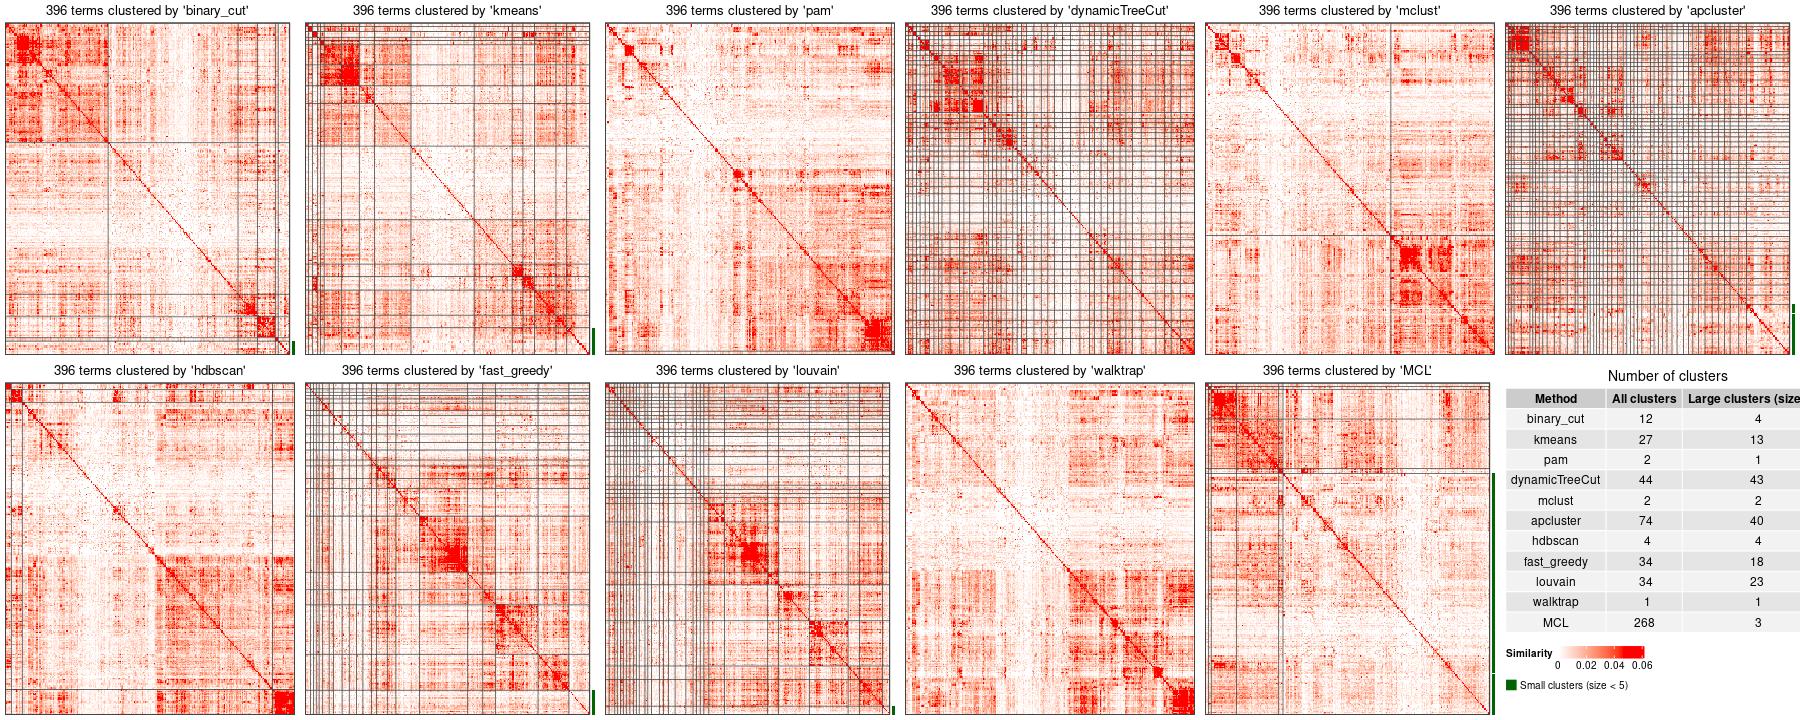 396 terms clustered by 'binary_cut'
396 terms clustered by 'kmeans'
396 terms clustered by 'pam'
396 terms clustered by 'dynamicTreeCut'
396 terms clustered by 'mclust'
396 terms clustered by 'apcluster'
396 terms clustered by 'hdbscan'
396 terms clustered by 'fast_greedy'
396 terms clustered by 'louvain'
396 terms clustered by 'walktrap'
396 terms clustered by 'MCL'
Number of clusters
Method All clusters Large clusters (size
binary_cut 12 4
kmeans 27 13
pam 2 1
dynamicTreeCut 44 43
mclust 2 2
apcluster 74 40
hdbscan 4 4
fast_greedy 34 18
louvain 34 23
walktrap 1 1
MCL 268 3
Similarity
0 0.02 0.04 0.06
Small clusters (size < 5)